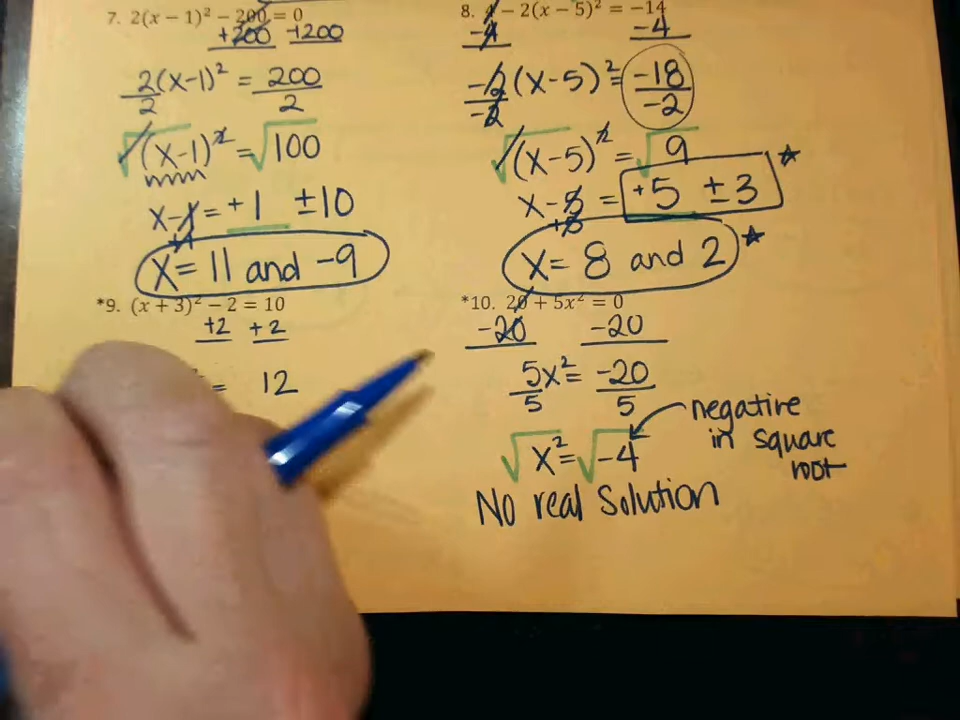 7. 2(x − 1)² − 200 = 0
+200 +200
2(x-1)² = 200
2 2
√(x-1)² = √100
x-1 = +1 ±10
+1
x = 11 and -9
8. 4 − 2(x − 5)² = −14
-4 -4
-2(x-5)² = -18
-2 -2
√(x-5)² = √9
x-5 = +5 ±3
+5
x = 8 and 2
*9. (x + 3)² − 2 = 10
+2 +2
= 12
*10. 20 + 5x² = 0
-20 -20
5x² = -20
5 5
√x² = √-4
negative
in square
root
No real Solution